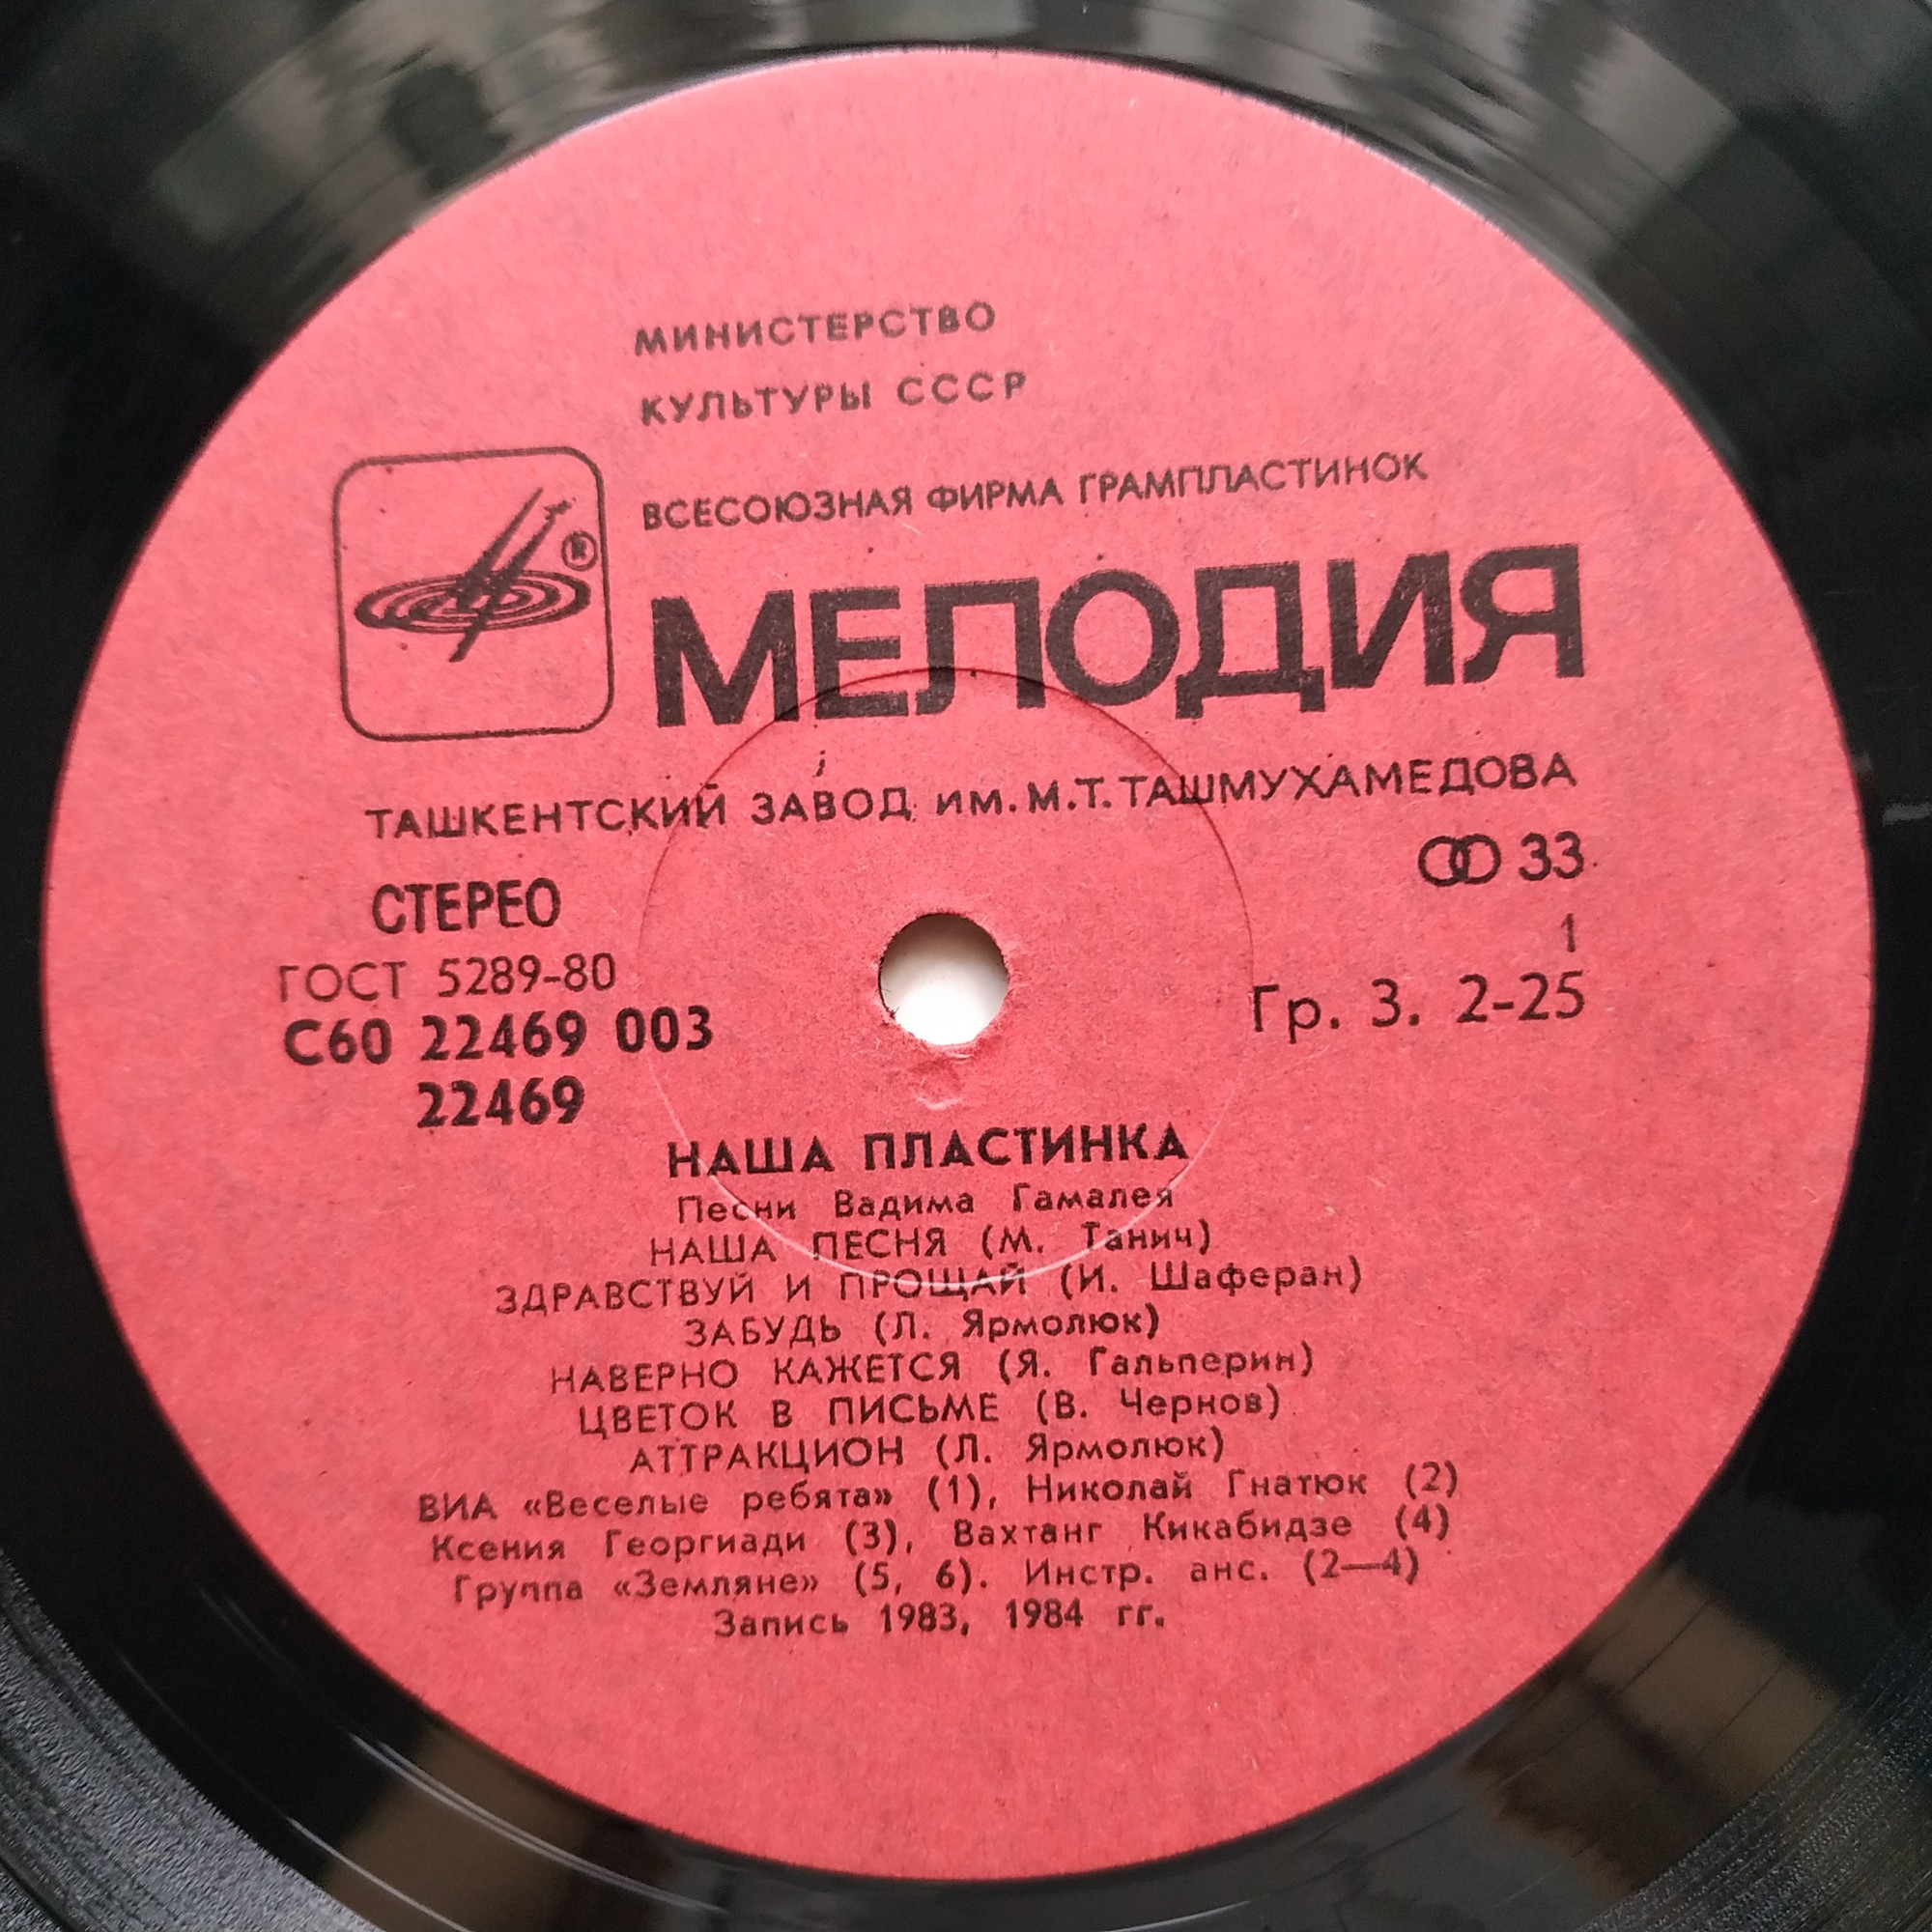 МИНИСТЕРСТВО
КУЛЬТУРЫ СССР
ВСЕСОЮЗНАЯ ФИРМА ГРАМПЛАСТИНОК
®
МЕЛОДИЯ
ТАШКЕНТСКИЙ ЗАВОД ИМ. М.Т. ТАШМУХАМЕДОВА
СТЕРЕО
33
ГОСТ 5289-80
1
С60 22469 003
Гр. 3. 2-25
22469
НАША ПЛАСТИНКА
Песни Вадима Гамалея
НАША ПЕСНЯ (М. Танич)
ЗДРАВСТВУЙ И ПРОЩАЙ (И. Шаферан)
ЗАБУДЬ (Л. Ярмолюк)
НАВЕРНО КАЖЕТСЯ (Я. Гальперин)
ЦВЕТОК В ПИСЬМЕ (В. Чернов)
АТТРАКЦИОН (Л. Ярмолюк)
ВИА «Веселые ребята» (1), Николай Гнатюк (2)
Ксения Георгиади (3), Вахтанг Кикабидзе (4)
Группа «Земляне» (5, 6). Инстр. анс. (2—4)
Запись 1983, 1984 гг.